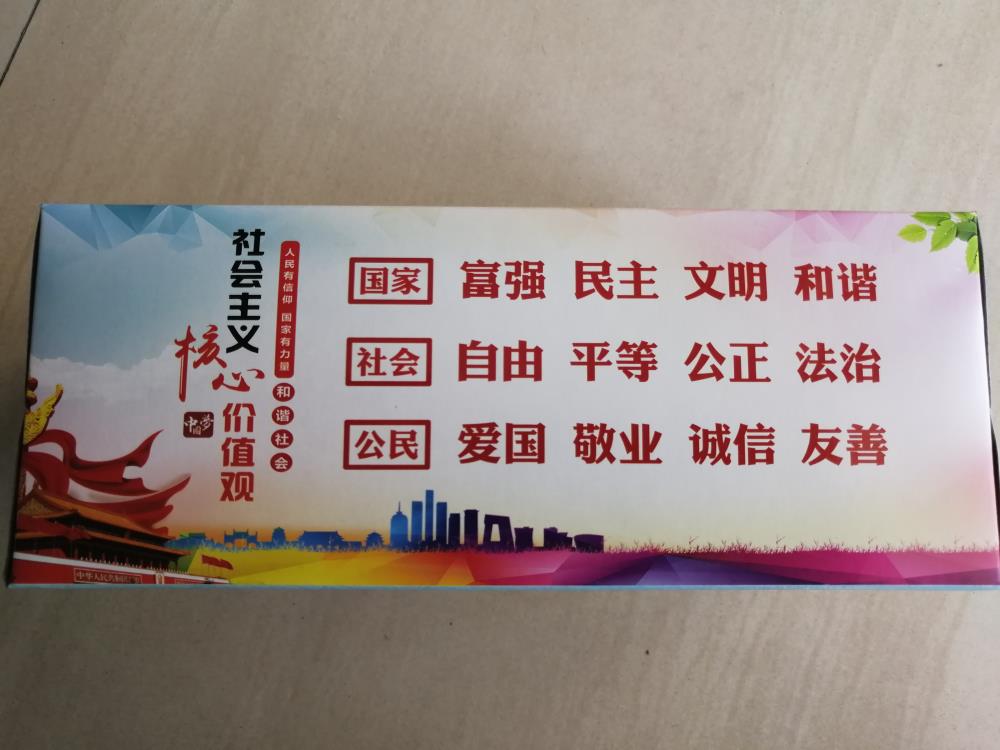 社会主义
核心
价值观
人民有信仰 国家有力量
和谐社会
中国梦
国家 富强 民主 文明 和谐
社会 自由 平等 公正 法治
公民 爱国 敬业 诚信 友善